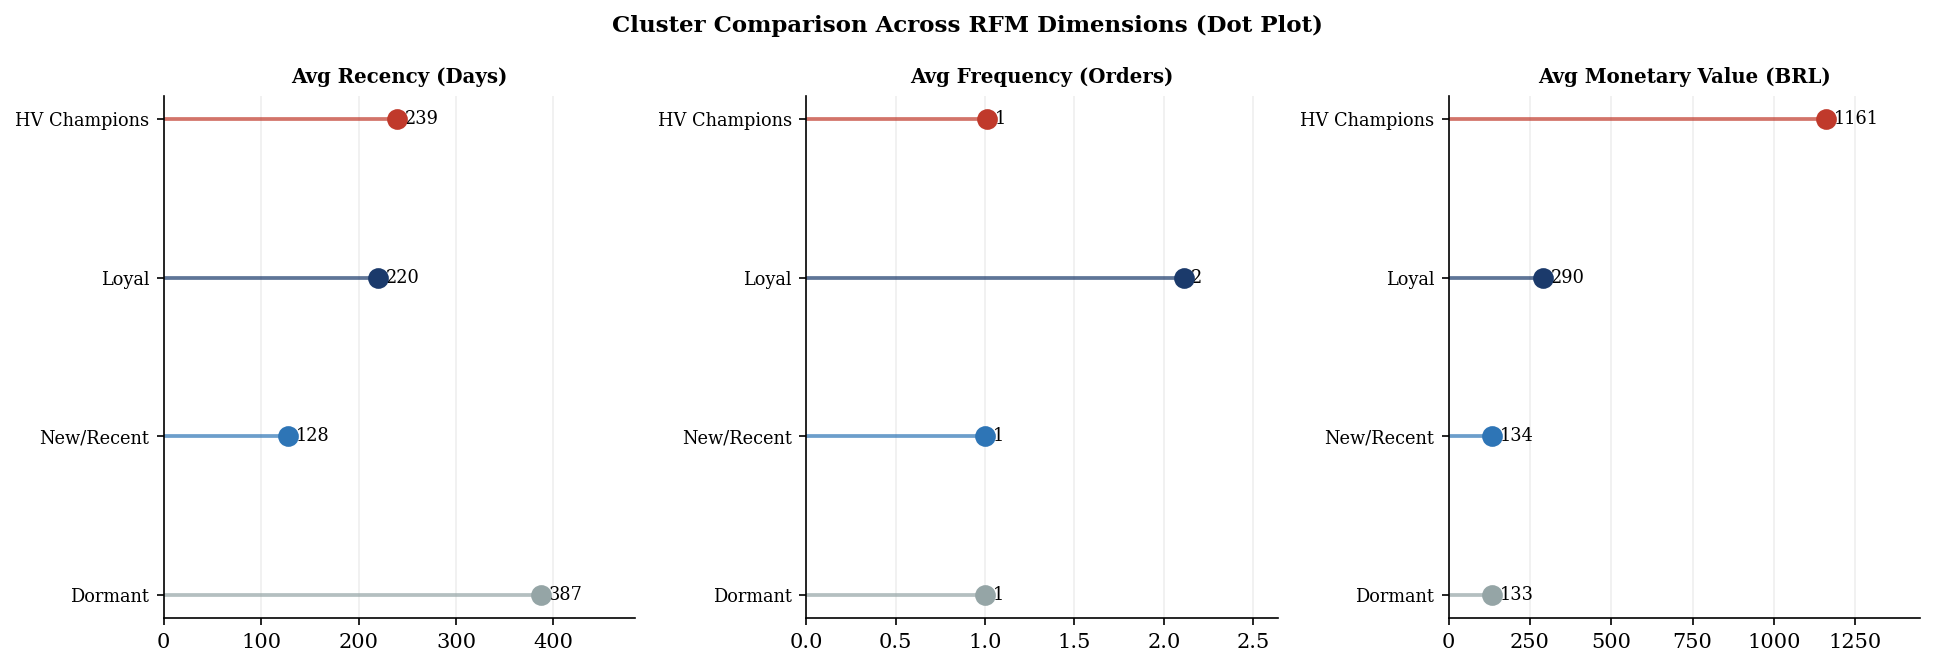 Cluster Comparison Across RFM Dimensions (Dot Plot)
Avg Recency (Days)
HV Champions
239
Loyal
220
New/Recent
128
Dormant
387
0 100 200 300 400
Avg Frequency (Orders)
HV Champions
1
Loyal
2
New/Recent
1
Dormant
1
0.0 0.5 1.0 1.5 2.0 2.5
Avg Monetary Value (BRL)
HV Champions
1161
Loyal
290
New/Recent
134
Dormant
133
0 250 500 750 1000 1250